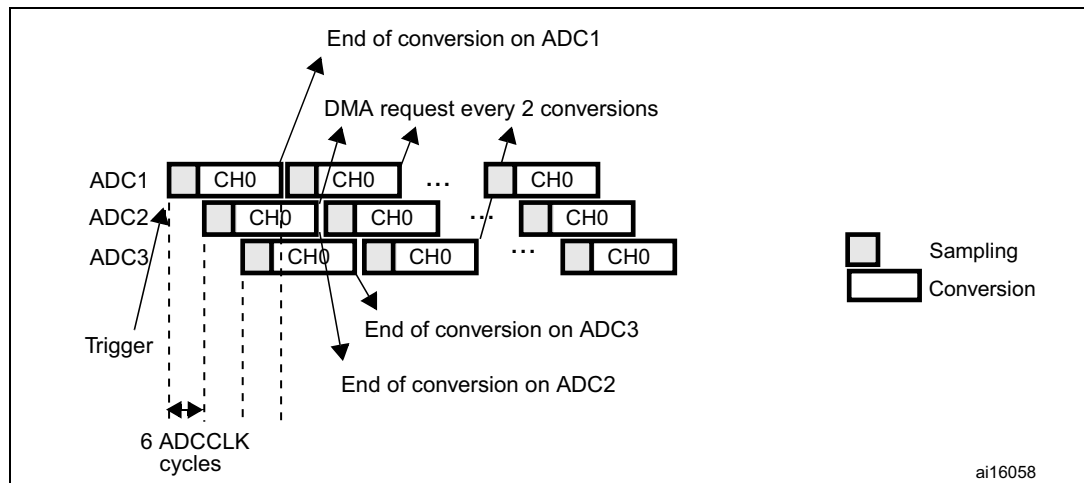 End of conversion on ADC1
DMA request every 2 conversions
ADC1 CH0 CH0 ... CH0
ADC2 CH0 CH0 ... CH0
ADC3 CH0 CH0 ... CH0
Sampling
Conversion
End of conversion on ADC3
Trigger
End of conversion on ADC2
6 ADCCLK
cycles
ai16058